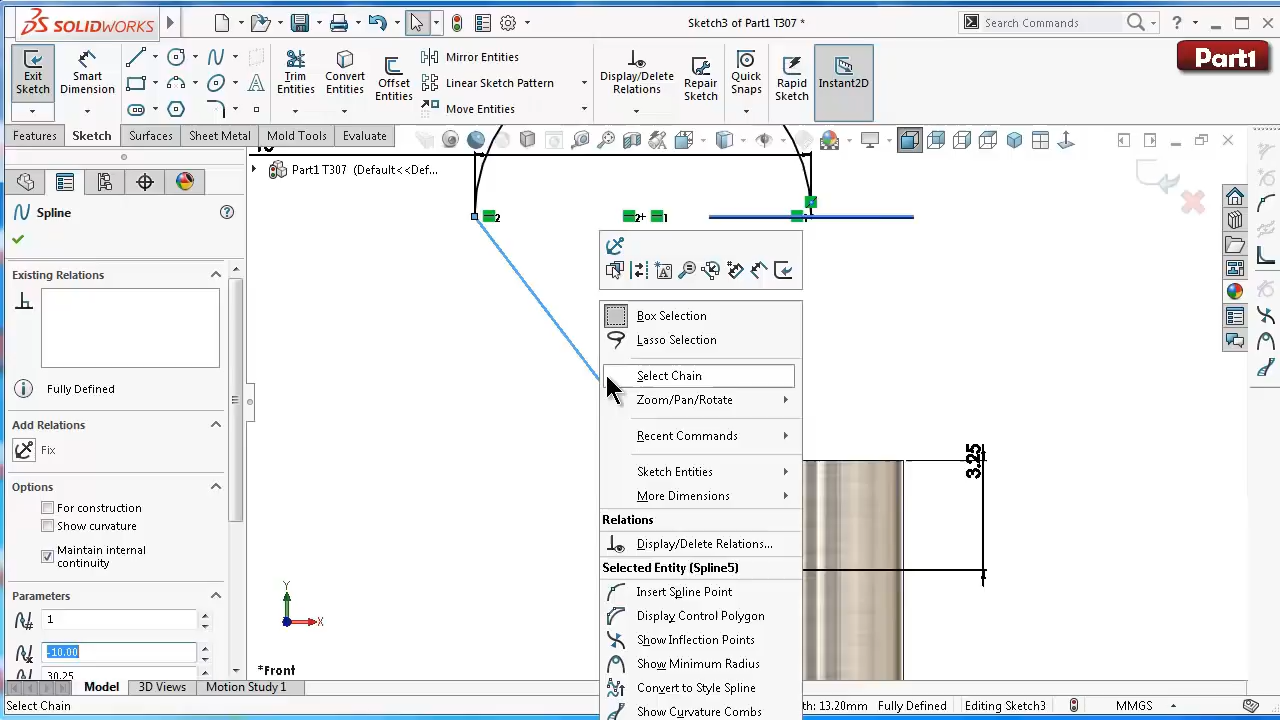 SOLIDWORKS
Sketch3 of Part1 T307 *
Search Commands
Part1
Exit Sketch
Smart Dimension
Trim Entities
Convert Entities
Offset Entities
Mirror Entities
Linear Sketch Pattern
Move Entities
Display/Delete Relations
Repair Sketch
Quick Snaps
Rapid Sketch
Instant2D
Features
Sketch
Surfaces
Sheet Metal
Mold Tools
Evaluate
Part1 T307 (Default<<Def...
Spline
Existing Relations
Fully Defined
Add Relations
Fix
Options
For construction
Show curvature
Maintain internal
continuity
Parameters
1
-10.00
30.25
2
2
1
Box Selection
Lasso Selection
Select Chain
Zoom/Pan/Rotate
Recent Commands
Sketch Entities
More Dimensions
Relations
Display/Delete Relations...
Selected Entity (Spline5)
Insert Spline Point
Display Control Polygon
Show Inflection Points
Show Minimum Radius
Convert to Style Spline
Show Curvature Combs
3.25
Y
X
*Front
Model
3D Views
Motion Study 1
Select Chain
th: 13.20mm
Fully Defined
Editing Sketch3
MMGS